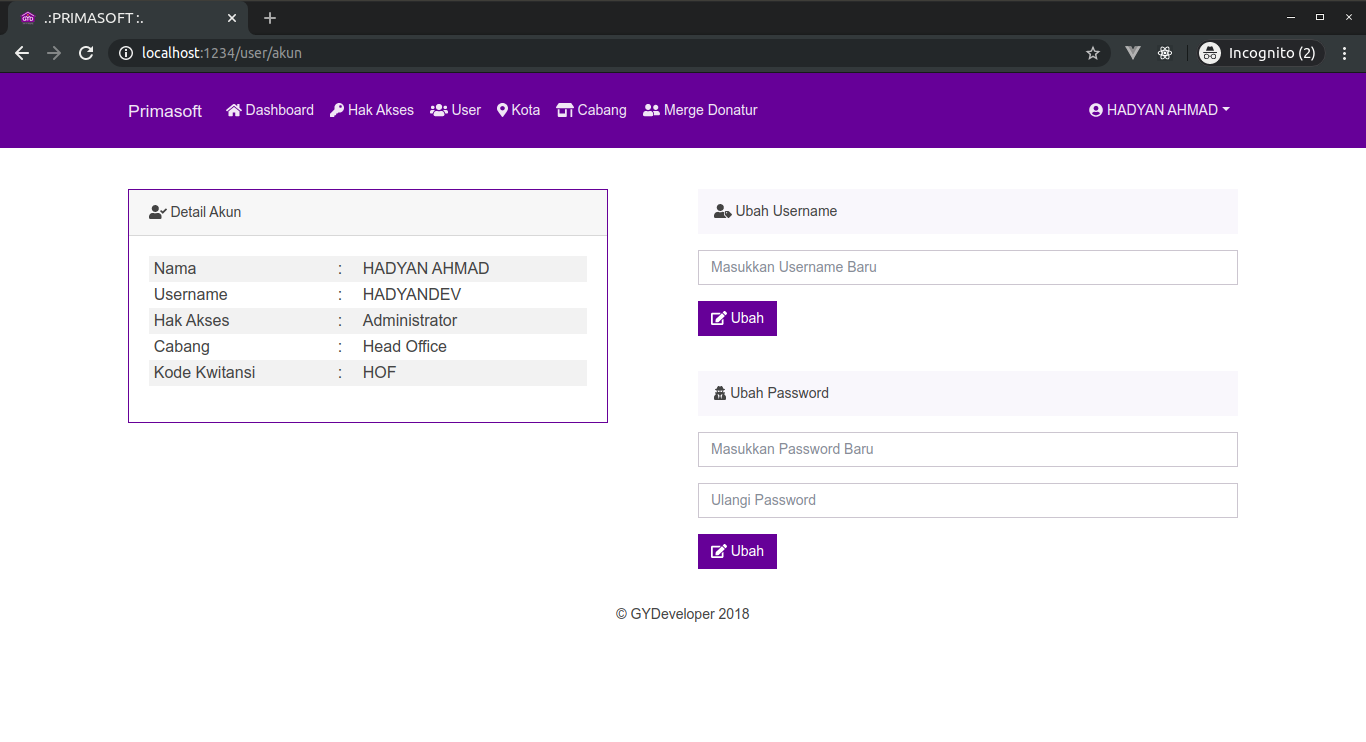 .:PRIMASOFT :.
localhost:1234/user/akun
Incognito (2)
Primasoft Dashboard Hak Akses User Kota Cabang Merge Donatur HADYAN AHMAD
Detail Akun
Nama : HADYAN AHMAD
Username : HADYANDEV
Hak Akses : Administrator
Cabang : Head Office
Kode Kwitansi : HOF
Ubah Username
Masukkan Username Baru
Ubah
Ubah Password
Masukkan Password Baru
Ulangi Password
Ubah
© GYDeveloper 2018